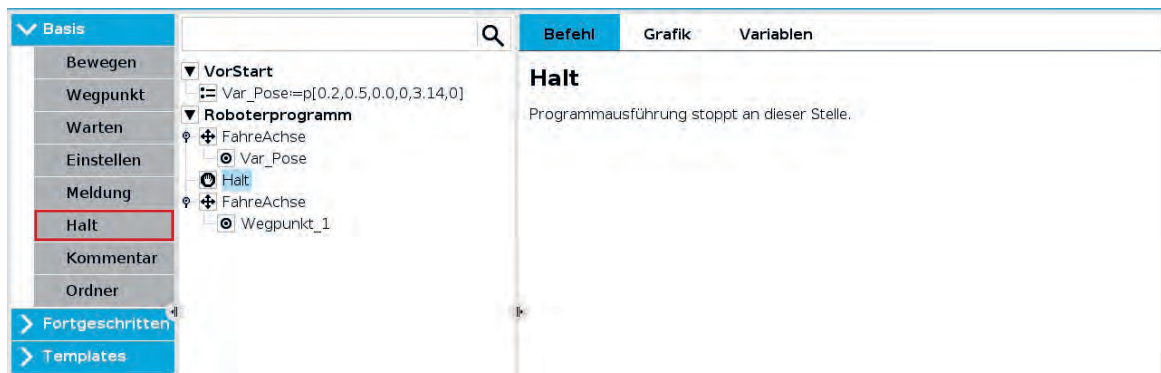 Basis
Bewegen
Wegpunkt
Warten
Einstellen
Meldung
Halt
Kommentar
Ordner
Fortgeschritten
Templates
VorStart
Var_Pose:=p[0.2,0.5,0.0,0,3.14,0]
Roboterprogramm
FahreAchse
Var_Pose
Halt
FahreAchse
Wegpunkt_1
Befehl Grafik Variablen
Halt
Programmausführung stoppt an dieser Stelle.